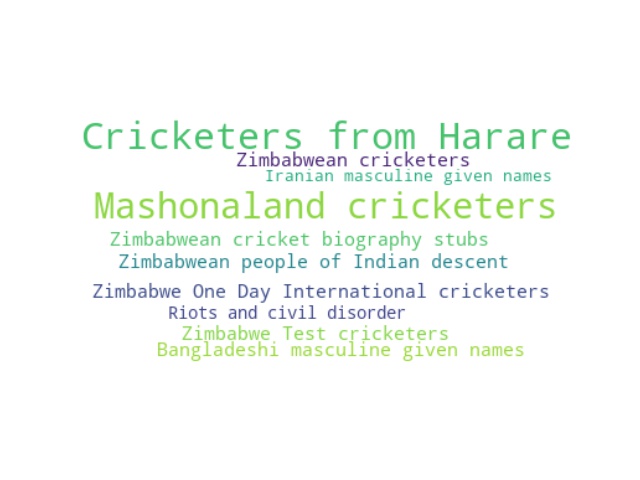 Cricketers from Harare
Zimbabwean cricketers
Iranian masculine given names
Mashonaland cricketers
Zimbabwean cricket biography stubs
Zimbabwean people of Indian descent
Zimbabwe One Day International cricketers
Riots and civil disorder
Zimbabwe Test cricketers
Bangladeshi masculine given names